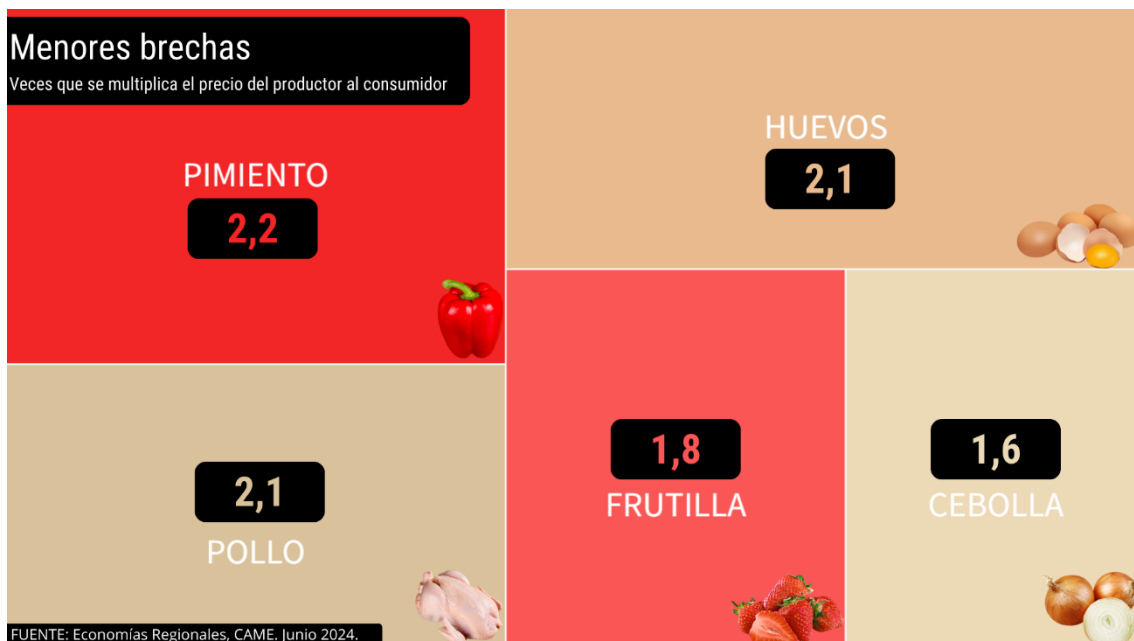 Menores brechas
Veces que se multiplica el precio del productor al consumidor
PIMIENTO
2,2
HUEVOS
2,1
2,1
POLLO
1,8
FRUTILLA
1,6
CEBOLLA
FUENTE: Economías Regionales, CAME. Junio 2024.